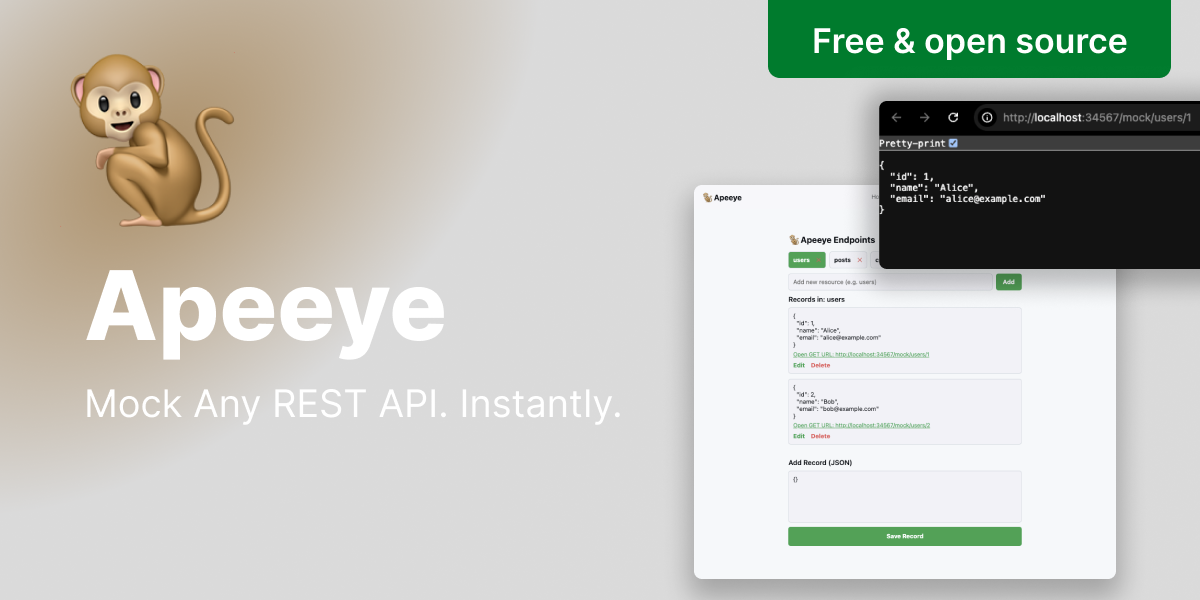 Free & open source
Apeeye
Mock Any REST API. Instantly.
http://localhost:34567/mock/users/1
Pretty-print
{
"id": 1,
"name": "Alice",
"email": "alice@example.com"
}
Apeeye
Apeeye Endpoints
users
posts ×
Add new resource (e.g. users)
Add
Records in: users
{
"id": 1,
"name": "Alice",
"email": "alice@example.com"
}
Open GET URL: http://localhost:34567/mock/users/1
Edit Delete
{
"id": 2,
"name": "Bob",
"email": "bob@example.com"
}
Open GET URL: http://localhost:34567/mock/users/2
Edit Delete
Add Record (JSON)
{}
Save Record